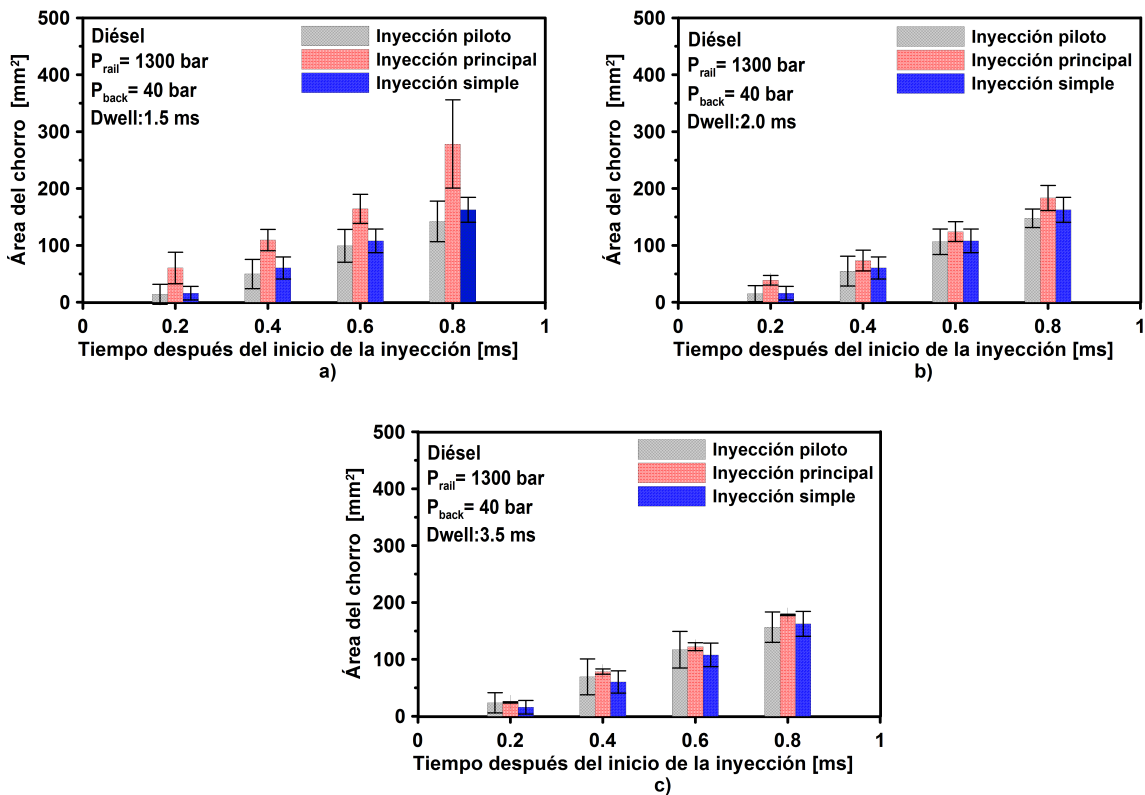 500
400
300
200
100
0
Área del chorro [mm²]
Diésel
P_rail= 1300 bar
P_back= 40 bar
Dwell:1.5 ms
Inyección piloto
Inyección principal
Inyección simple
0 0.2 0.4 0.6 0.8 1
Tiempo después del inicio de la inyección [ms]
a)
500
400
300
200
100
0
Área del chorro [mm²]
Diésel
P_rail= 1300 bar
P_back= 40 bar
Dwell:2.0 ms
Inyección piloto
Inyección principal
Inyección simple
0 0.2 0.4 0.6 0.8 1
Tiempo después del inicio de la inyección [ms]
b)
500
400
300
200
100
0
Área del chorro [mm²]
Diésel
P_rail= 1300 bar
P_back= 40 bar
Dwell:3.5 ms
Inyección piloto
Inyección principal
Inyección simple
0 0.2 0.4 0.6 0.8 1
Tiempo después del inicio de la inyección [ms]
c)